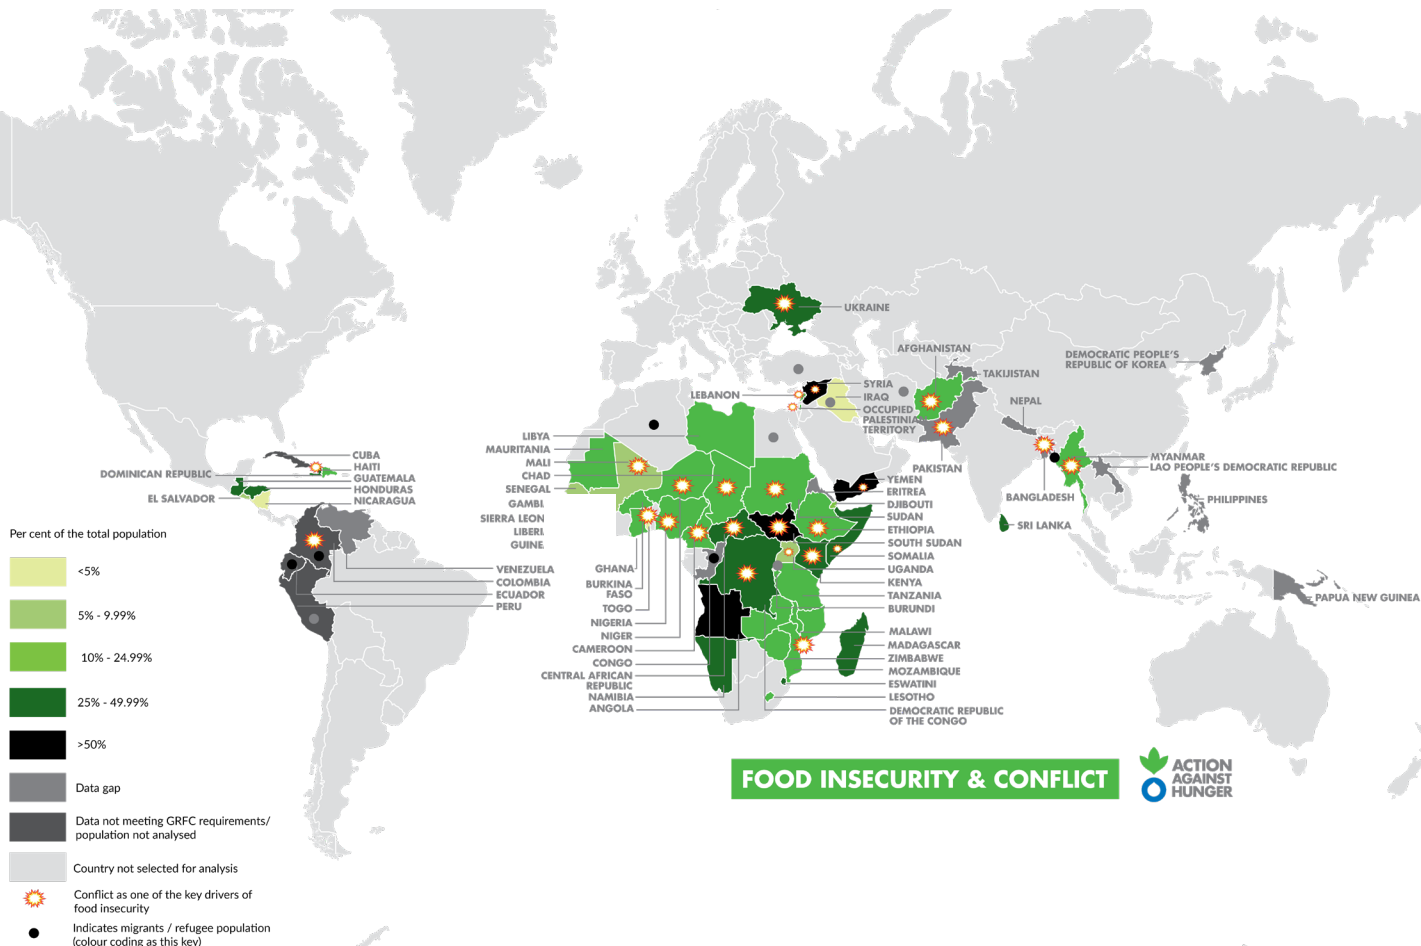 UKRAINE
AFGHANISTAN
DEMOCRATIC PEOPLE'S
REPUBLIC OF KOREA
TAKIJISTAN
SYRIA
LEBANON
IRAQ
NEPAL
OCCUPIED
PALESTINIAN
TERRITORY
LIBYA
MAURITANIA
MALI
CHAD
SENEGAL
GAMBI
SIERRA LEON
LIBERI
GUINE
CUBA
HAITI
DOMINICAN REPUBLIC
GUATEMALA
HONDURAS
EL SALVADOR
NICARAGUA
PAKISTAN
MYANMAR
LAO PEOPLE'S DEMOCRATIC REPUBLIC
BANGLADESH
PHILIPPINES
SRI LANKA
YEMEN
ERITREA
DJIBOUTI
SUDAN
ETHIOPIA
SOUTH SUDAN
SOMALIA
UGANDA
KENYA
TANZANIA
BURUNDI
MALAWI
MADAGASCAR
ZIMBABWE
MOZAMBIQUE
ESWATINI
LESOTHO
DEMOCRATIC REPUBLIC
OF THE CONGO
VENEZUELA
COLOMBIA
ECUADOR
PERU
GHANA
BURKINA
FASO
TOGO
NIGERIA
NIGER
CAMEROON
CONGO
CENTRAL AFRICAN
REPUBLIC
NAMIBIA
ANGOLA
PAPUA NEW GUINEA
Per cent of the total population
<5%
5% - 9.99%
10% - 24.99%
25% - 49.99%
>50%
Data gap
Data not meeting GRFC requirements/
population not analysed
Country not selected for analysis
Conflict as one of the key drivers of
food insecurity
Indicates migrants / refugee population
(colour coding as this key)
FOOD INSECURITY & CONFLICT
ACTION
AGAINST
HUNGER